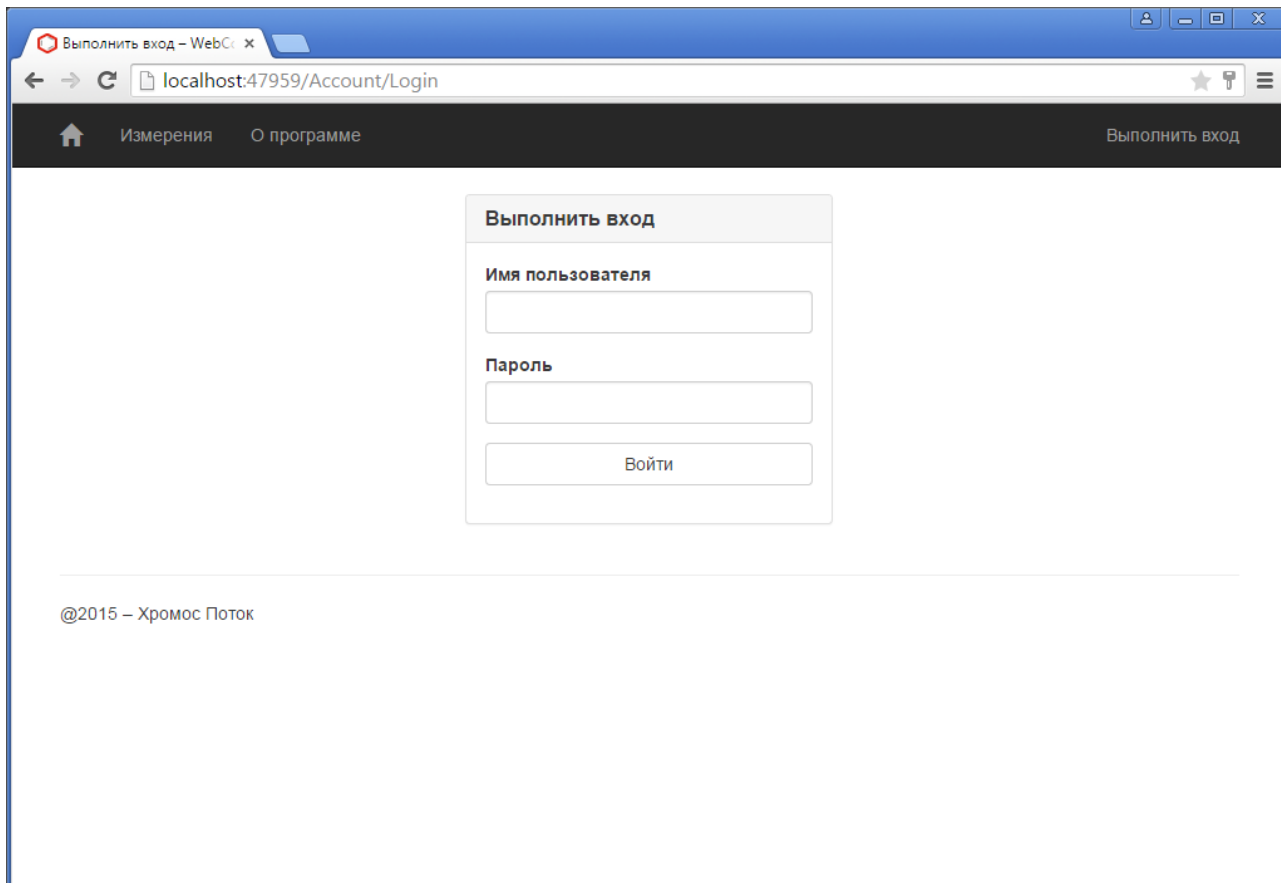 Выполнить вход – WebCo
localhost:47959/Account/Login
Измерения О программе Выполнить вход
Выполнить вход
Имя пользователя
Пароль
Войти
@2015 – Хромос Поток